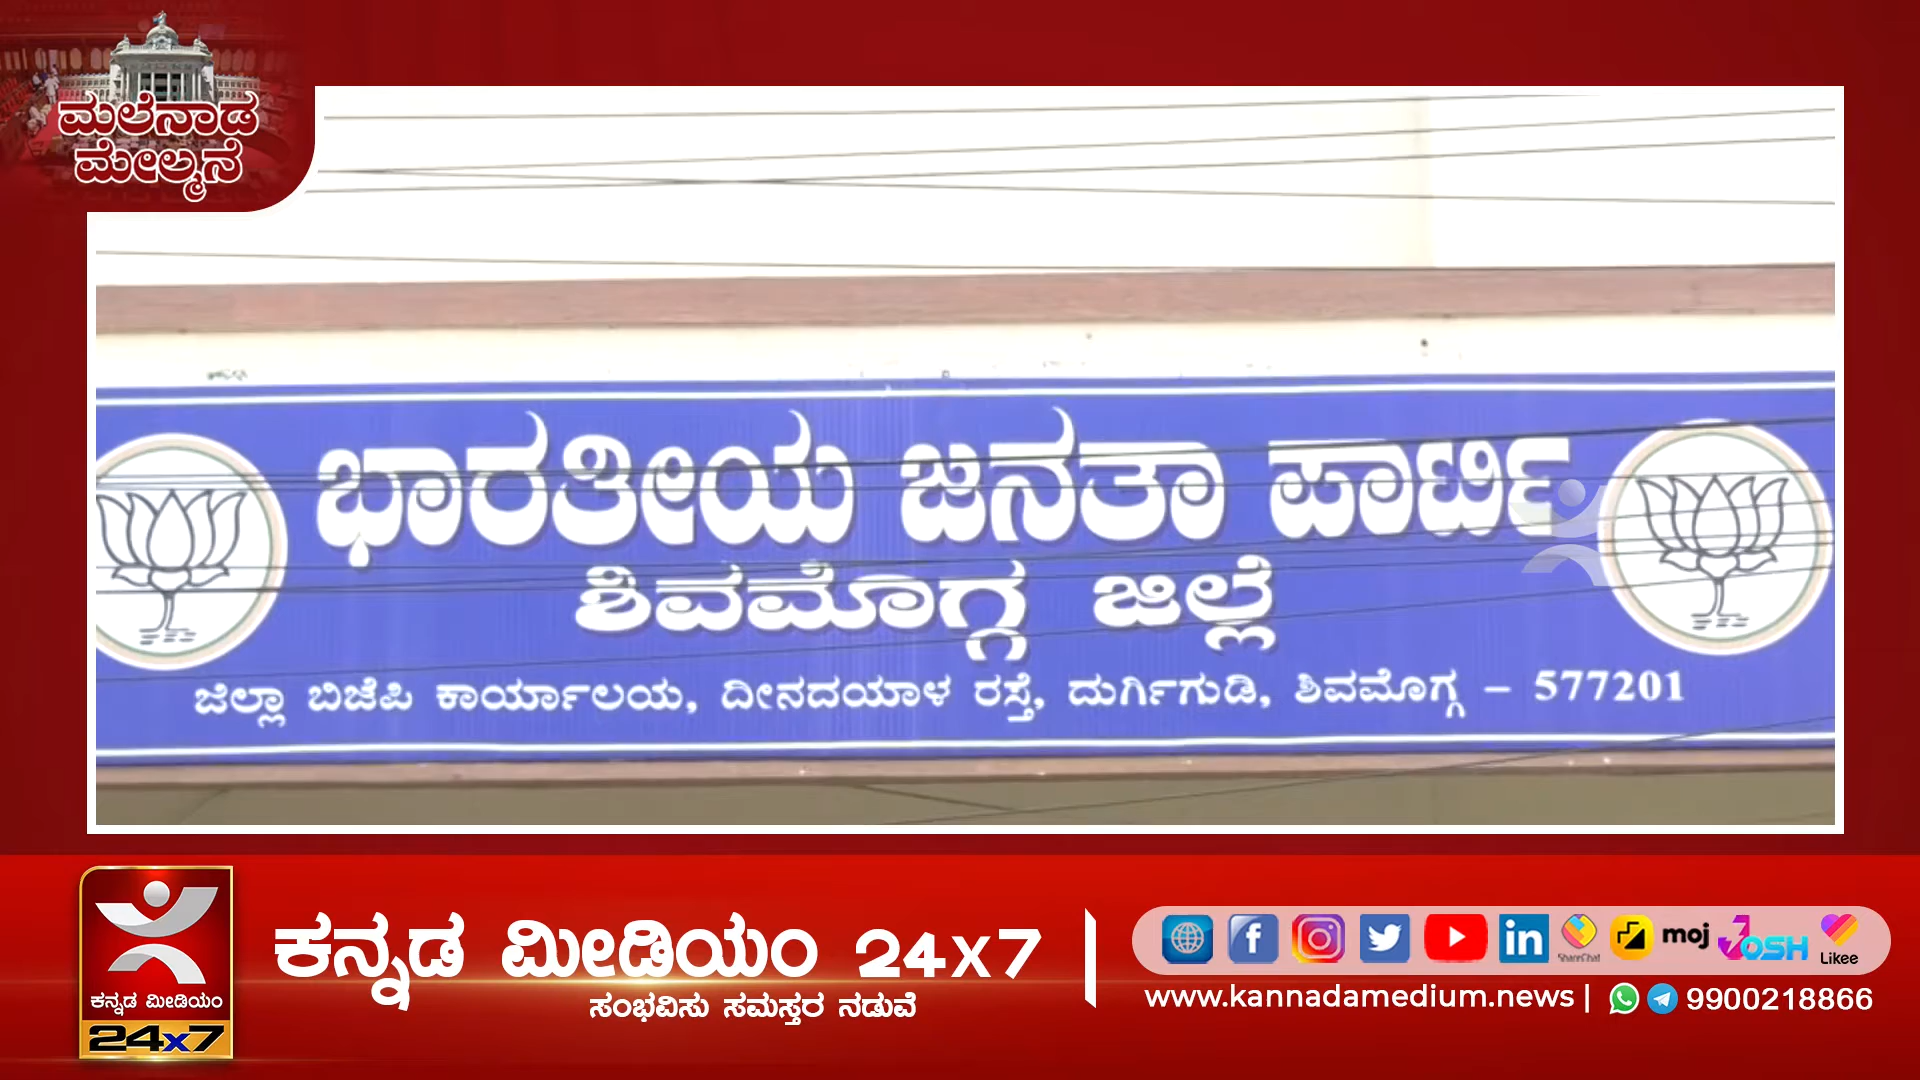 ಮಲೆನಾಡ
ಮೇಲ್ಮನೆ
ಭಾರತೀಯ ಜನತಾ ಪಾರ್ಟಿ
ಶಿವಮೊಗ್ಗ ಜಿಲ್ಲೆ
ಜಿಲ್ಲಾ ಬಿಜೆಪಿ ಕಾರ್ಯಾಲಯ, ದೀನದಯಾಳ ರಸ್ತೆ, ದುರ್ಗಿಗುಡಿ, ಶಿವಮೊಗ್ಗ – 577201
ಕನ್ನಡ ಮೀಡಿಯಂ
24x7
ಕನ್ನಡ ಮೀಡಿಯಂ 24x7
ಸಂಭವಿಸು ಸಮಸ್ತರ ನಡುವೆ
ShareChat moj JOSH Likee
www.kannadamedium.news | 9900218866